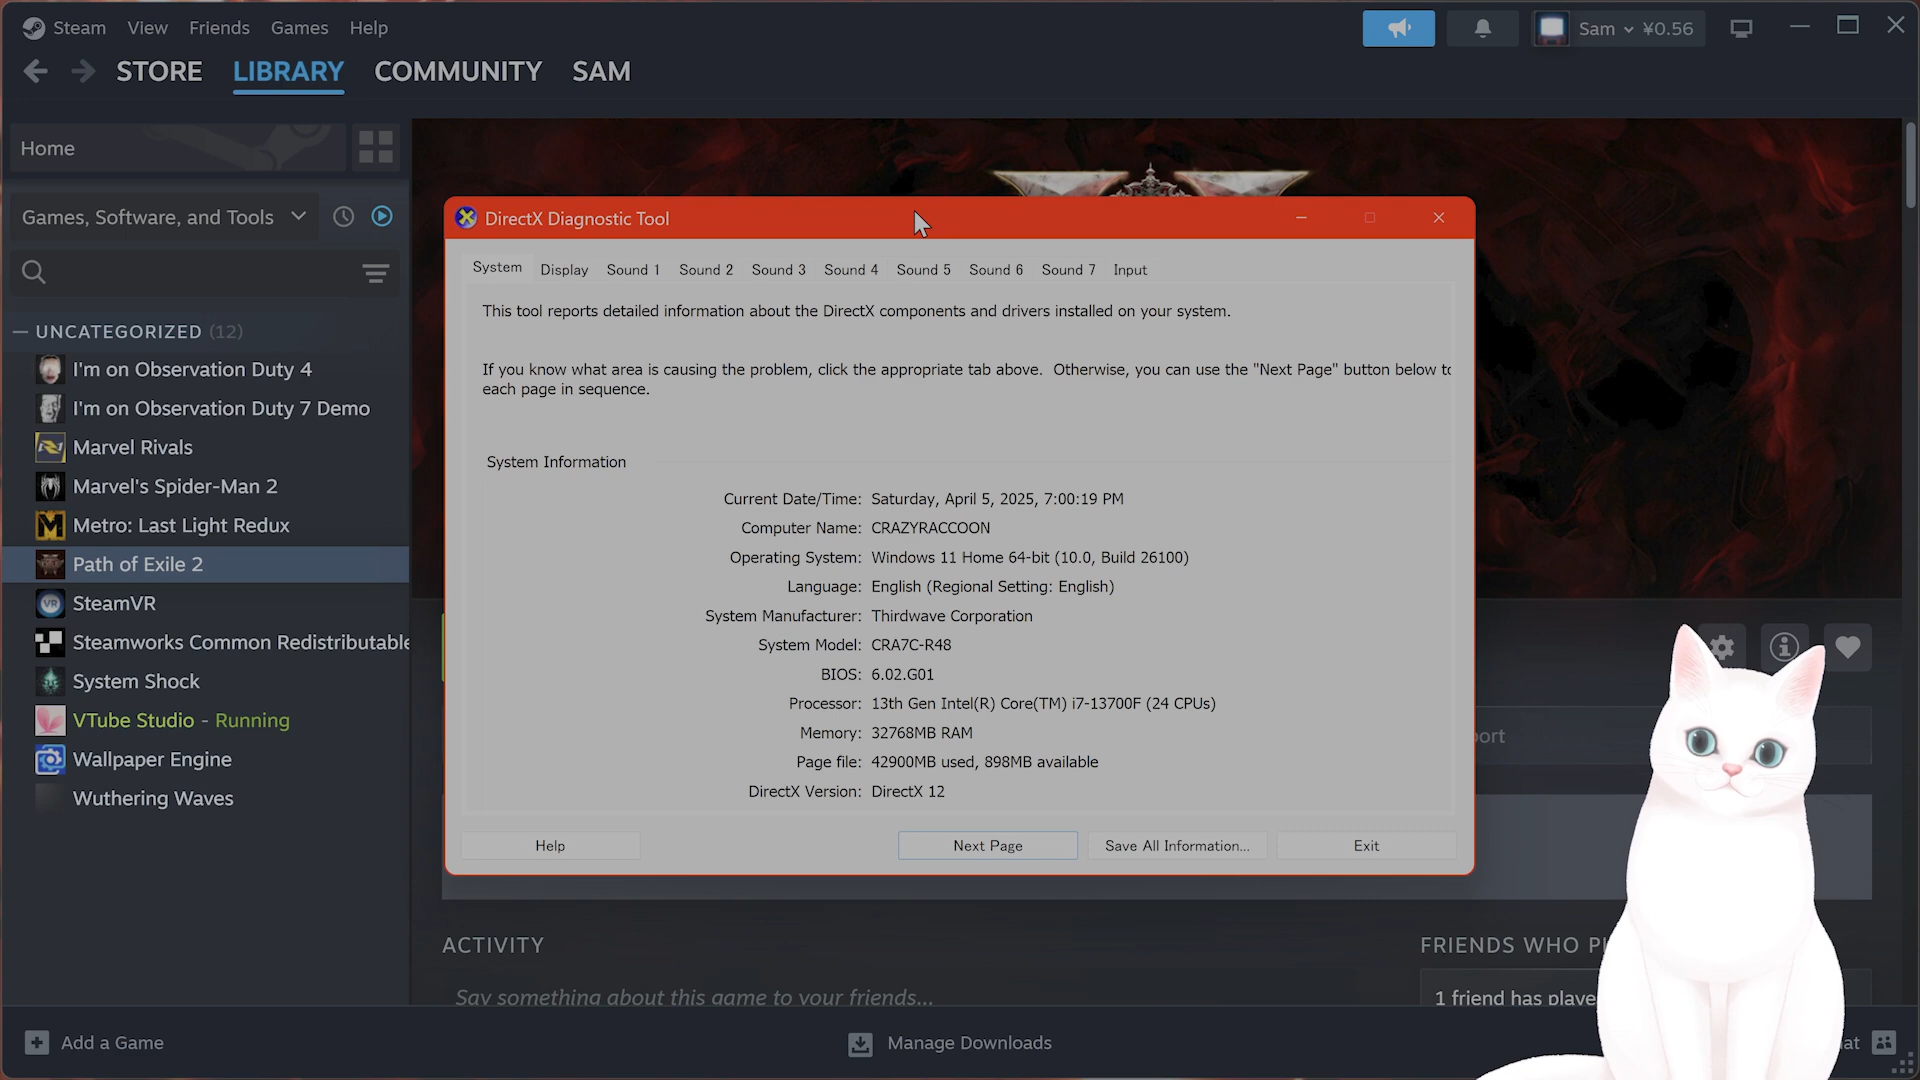 Steam View Friends Games Help
Sam ¥0.56
STORE LIBRARY COMMUNITY SAM
Home
Games, Software, and Tools
UNCATEGORIZED (12)
I'm on Observation Duty 4
I'm on Observation Duty 7 Demo
Marvel Rivals
Marvel's Spider-Man 2
Metro: Last Light Redux
Path of Exile 2
SteamVR
Steamworks Common Redistributable
System Shock
VTube Studio - Running
Wallpaper Engine
Wuthering Waves
DirectX Diagnostic Tool
System Display Sound 1 Sound 2 Sound 3 Sound 4 Sound 5 Sound 6 Sound 7 Input
This tool reports detailed information about the DirectX components and drivers installed on your system.
If you know what area is causing the problem, click the appropriate tab above. Otherwise, you can use the "Next Page" button below to
each page in sequence.
System Information
Current Date/Time: Saturday, April 5, 2025, 7:00:19 PM
Computer Name: CRAZYRACCOON
Operating System: Windows 11 Home 64-bit (10.0, Build 26100)
Language: English (Regional Setting: English)
System Manufacturer: Thirdwave Corporation
System Model: CRA7C-R48
BIOS: 6.02.G01
Processor: 13th Gen Intel(R) Core(TM) i7-13700F (24 CPUs)
Memory: 32768MB RAM
Page file: 42900MB used, 898MB available
DirectX Version: DirectX 12
Help Next Page Save All Information... Exit
ACTIVITY
Say something about this game to your friends...
FRIENDS WHO
1 friend has
Add a Game
Manage Downloads